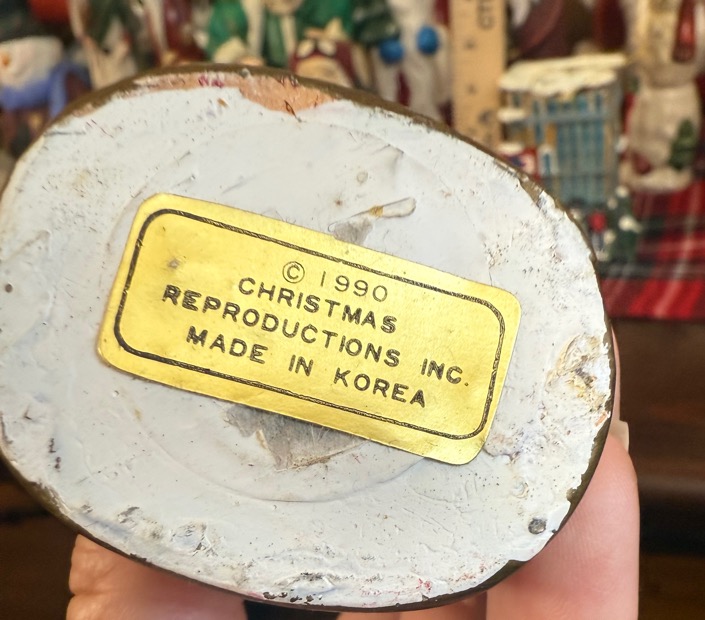 © 1990
CHRISTMAS
REPRODUCTIONS INC.
MADE IN KOREA